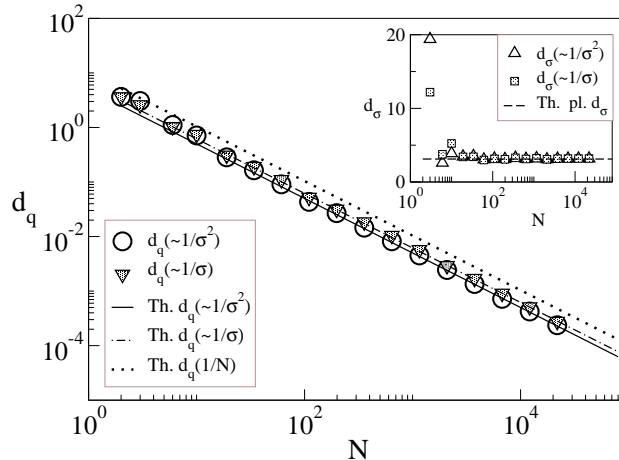 10^2
10^0
10^-2
10^-4
d_q
10^0
10^2
10^4
N
d_q(~1/σ^2)
d_q(~1/σ)
Th. d_q(~1/σ^2)
Th. d_q(~1/σ)
Th. d_q(1/N)
20
15
10
5
0
d_σ
10^0
10^2
10^4
N
d_σ(~1/σ^2)
d_σ(~1/σ)
Th. pl. d_σ